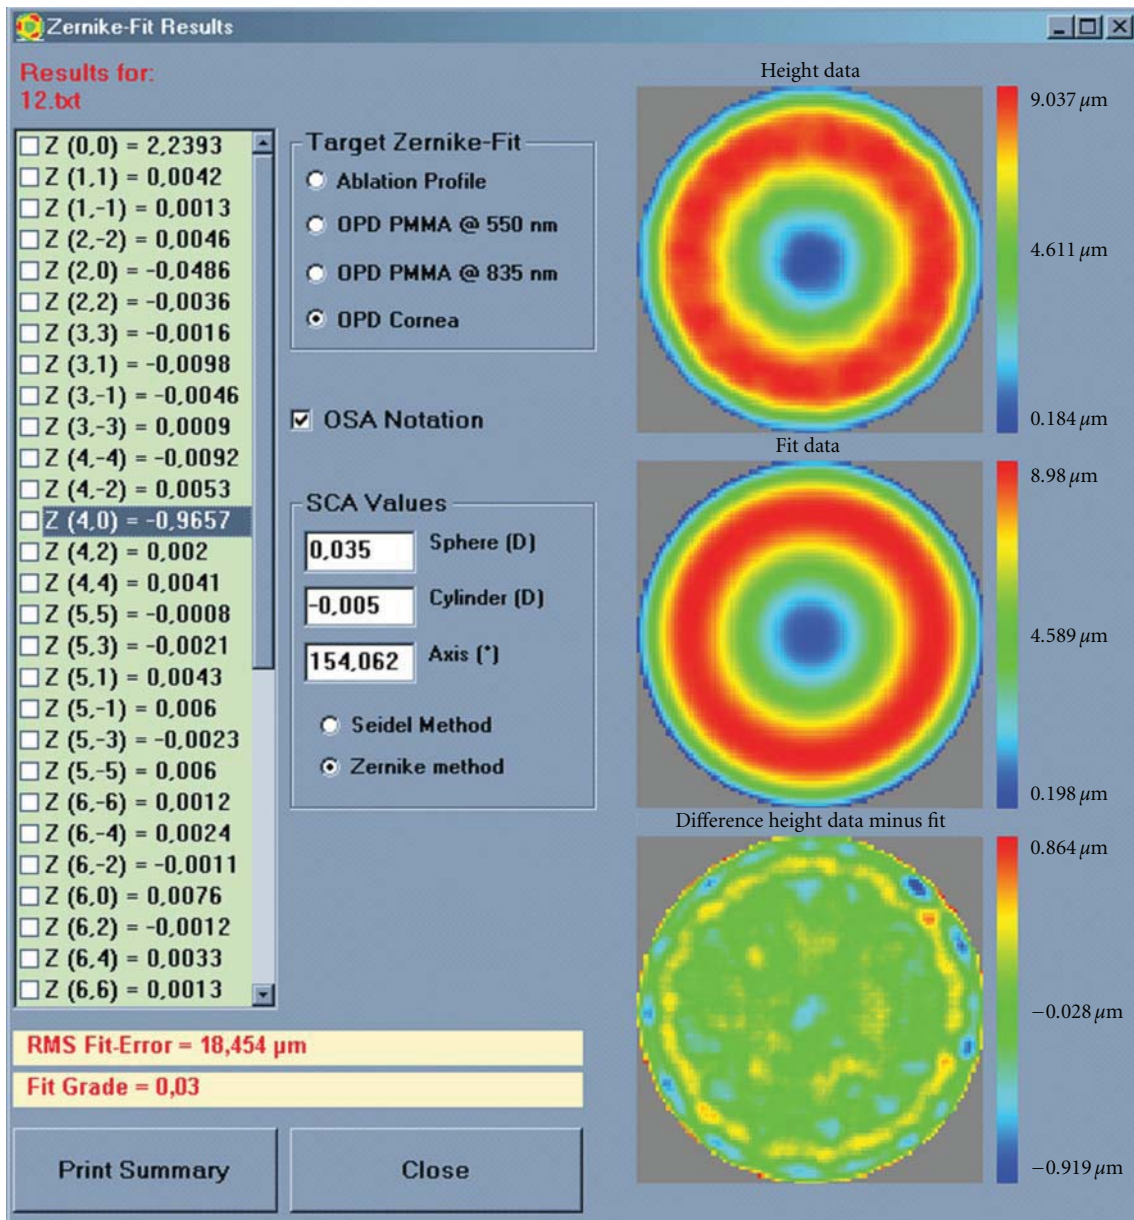 Zernike-Fit Results
Results for:
12.txt
Z (0,0) = 2,2393
Z (1,1) = 0,0042
Z (1,-1) = 0,0013
Z (2,-2) = 0,0046
Z (2,0) = -0,0486
Z (2,2) = -0,0036
Z (3,3) = -0,0016
Z (3,1) = -0,0098
Z (3,-1) = -0,0046
Z (3,-3) = 0,0009
Z (4,-4) = -0,0092
Z (4,-2) = 0,0053
Z (4,0) = -0,9657
Z (4,2) = 0,002
Z (4,4) = 0,0041
Z (5,5) = -0,0008
Z (5,3) = -0,0021
Z (5,1) = 0,0043
Z (5,-1) = 0,006
Z (5,-3) = -0,0023
Z (5,-5) = 0,006
Z (6,-6) = 0,0012
Z (6,-4) = 0,0024
Z (6,-2) = -0,0011
Z (6,0) = 0,0076
Z (6,2) = -0,0012
Z (6,4) = 0,0033
Z (6,6) = 0,0013
Target Zernike-Fit
Ablation Profile
OPD PMMA @ 550 nm
OPD PMMA @ 835 nm
OPD Cornea
OSA Notation
SCA Values
0,035 Sphere (D)
-0,005 Cylinder (D)
154,062 Axis (°)
Seidel Method
Zernike method
RMS Fit-Error = 18,454 µm
Fit Grade = 0,03
Print Summary
Close
Height data
9.037 µm
4.611 µm
0.184 µm
Fit data
8.98 µm
4.589 µm
0.198 µm
Difference height data minus fit
0.864 µm
−0.028 µm
−0.919 µm